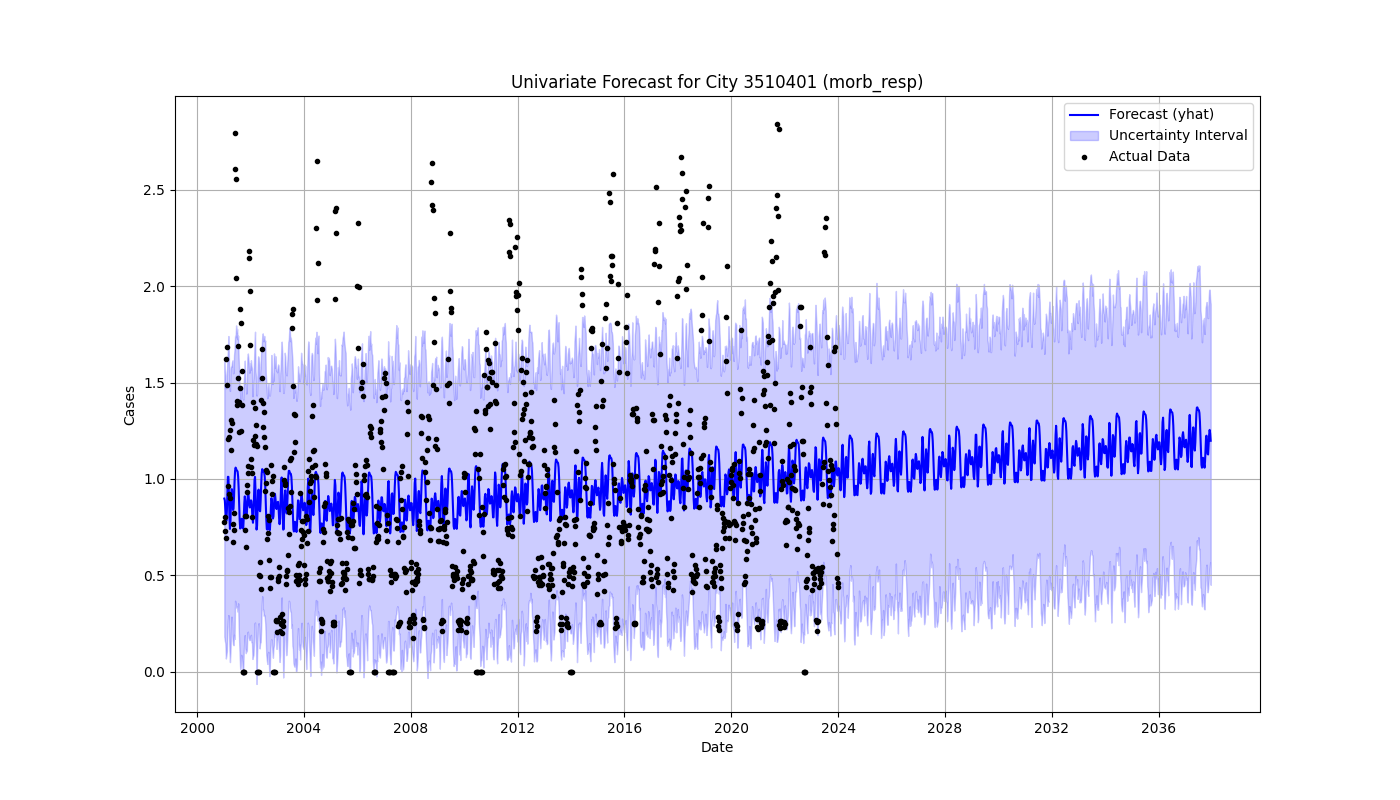 Univariate Forecast for City 3510401 (morb_resp)
Forecast (yhat)
Uncertainty Interval
Actual Data
Cases
2.5
2.0
1.5
1.0
0.5
0.0
2000 2004 2008 2012 2016 2020 2024 2028 2032 2036
Date